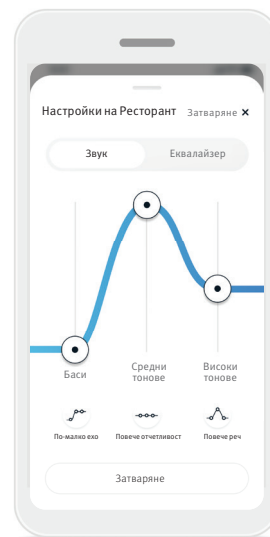 Настройки на Ресторант Затваряне ×
Звук Еквалайзер
Баси Средни тонове Високи тонове
По-малко ехо Повече отчетливост Повече реч
Затваряне